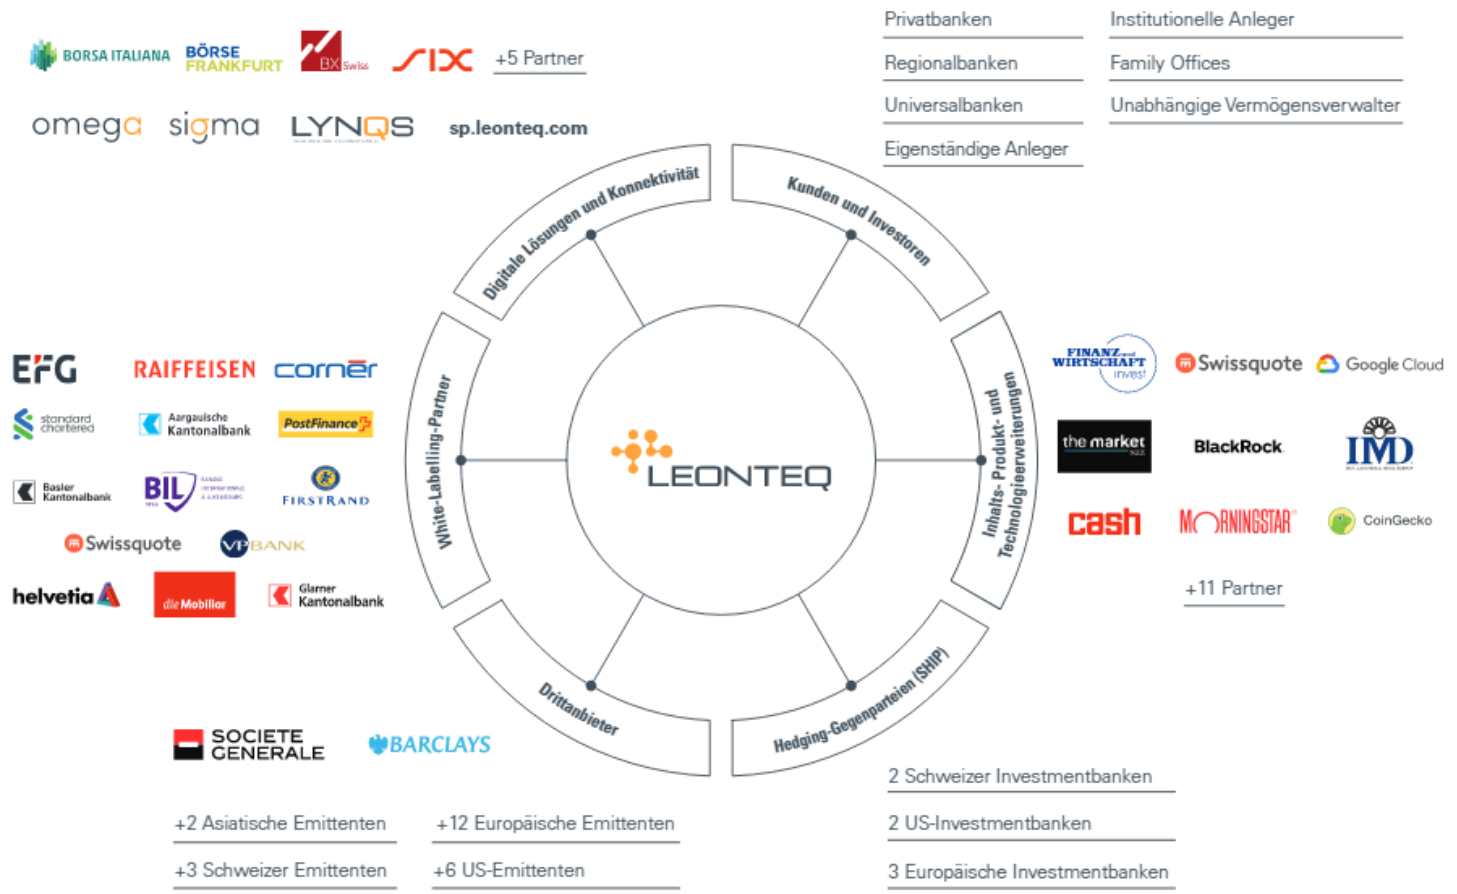 BORSA ITALIANA
BÖRSE
FRANKFURT
BX Swiss
SIX
+5 Partner
omega
sigma
LYNQS
sp.leonteq.com
Privatbanken
Institutionelle Anleger
Regionalbanken
Family Offices
Universalbanken
Unabhängige Vermögensverwalter
Eigenständige Anleger
Digitale Lösungen und Konnektivität
Kunden und Investoren
White-Labelling-Partner
Inhalts- Produkt- und
Technologierweiterungen
Drittanbieter
Hedging-Gegenparteien (SHIP)
LEONTEQ
EFG
RAIFFEISEN
cornèr
standard
chartered
Aargauische
Kantonalbank
PostFinance
Basler
Kantonalbank
BIL
FIRSTRAND
Swissquote
VP BANK
helvetia
die Mobiliar
Glarner
Kantonalbank
FINANZ und
WIRTSCHAFT
invest
Swissquote
Google Cloud
the market
NZZ
BlackRock
IMD
cash
MORNINGSTAR
CoinGecko
+11 Partner
SOCIETE
GENERALE
BARCLAYS
+2 Asiatische Emittenten
+12 Europäische Emittenten
+3 Schweizer Emittenten
+6 US-Emittenten
2 Schweizer Investmentbanken
2 US-Investmentbanken
3 Europäische Investmentbanken